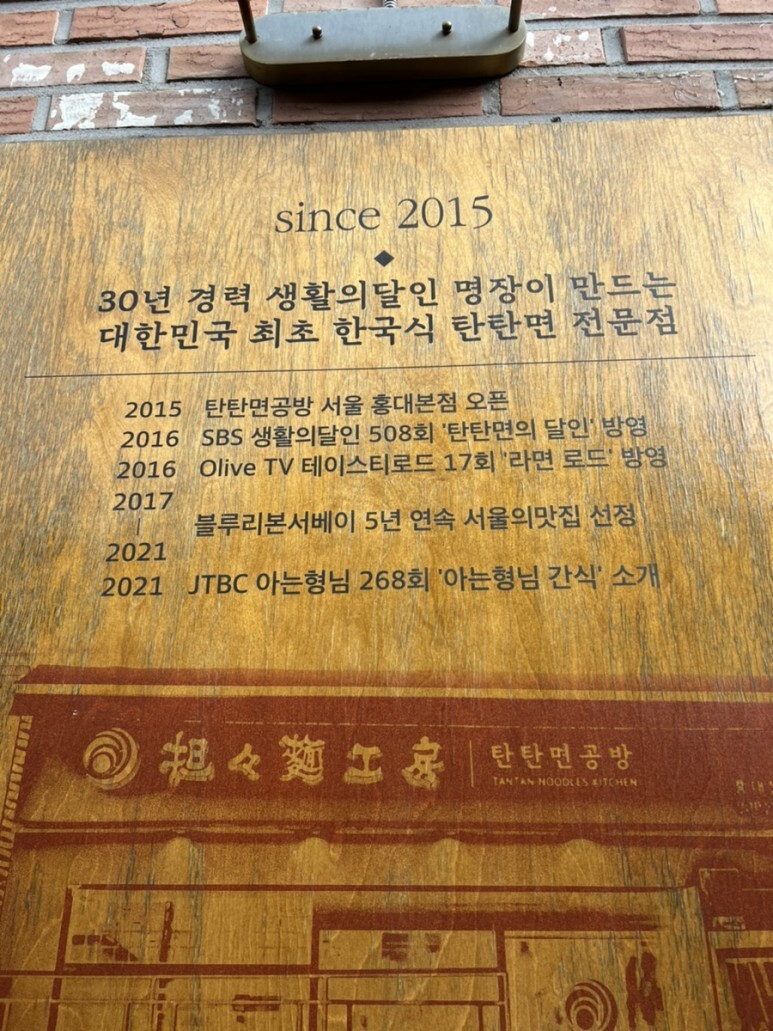 since 2015
30년 경력 생활의달인 명장이 만드는
대한민국 최초 한국식 탄탄면 전문점
2015 탄탄면공방 서울 홍대본점 오픈
2016 SBS 생활의달인 508회 '탄탄면의 달인' 방영
2016 Olive TV 테이스티로드 17회 '라면 로드' 방영
2017
|
2021 블루리본서베이 5년 연속 서울의맛집 선정
2021 JTBC 아는형님 268회 '아는형님 간식' 소개
担々麺工房 탄탄면공방
TANTAN NOODLES KITCHEN